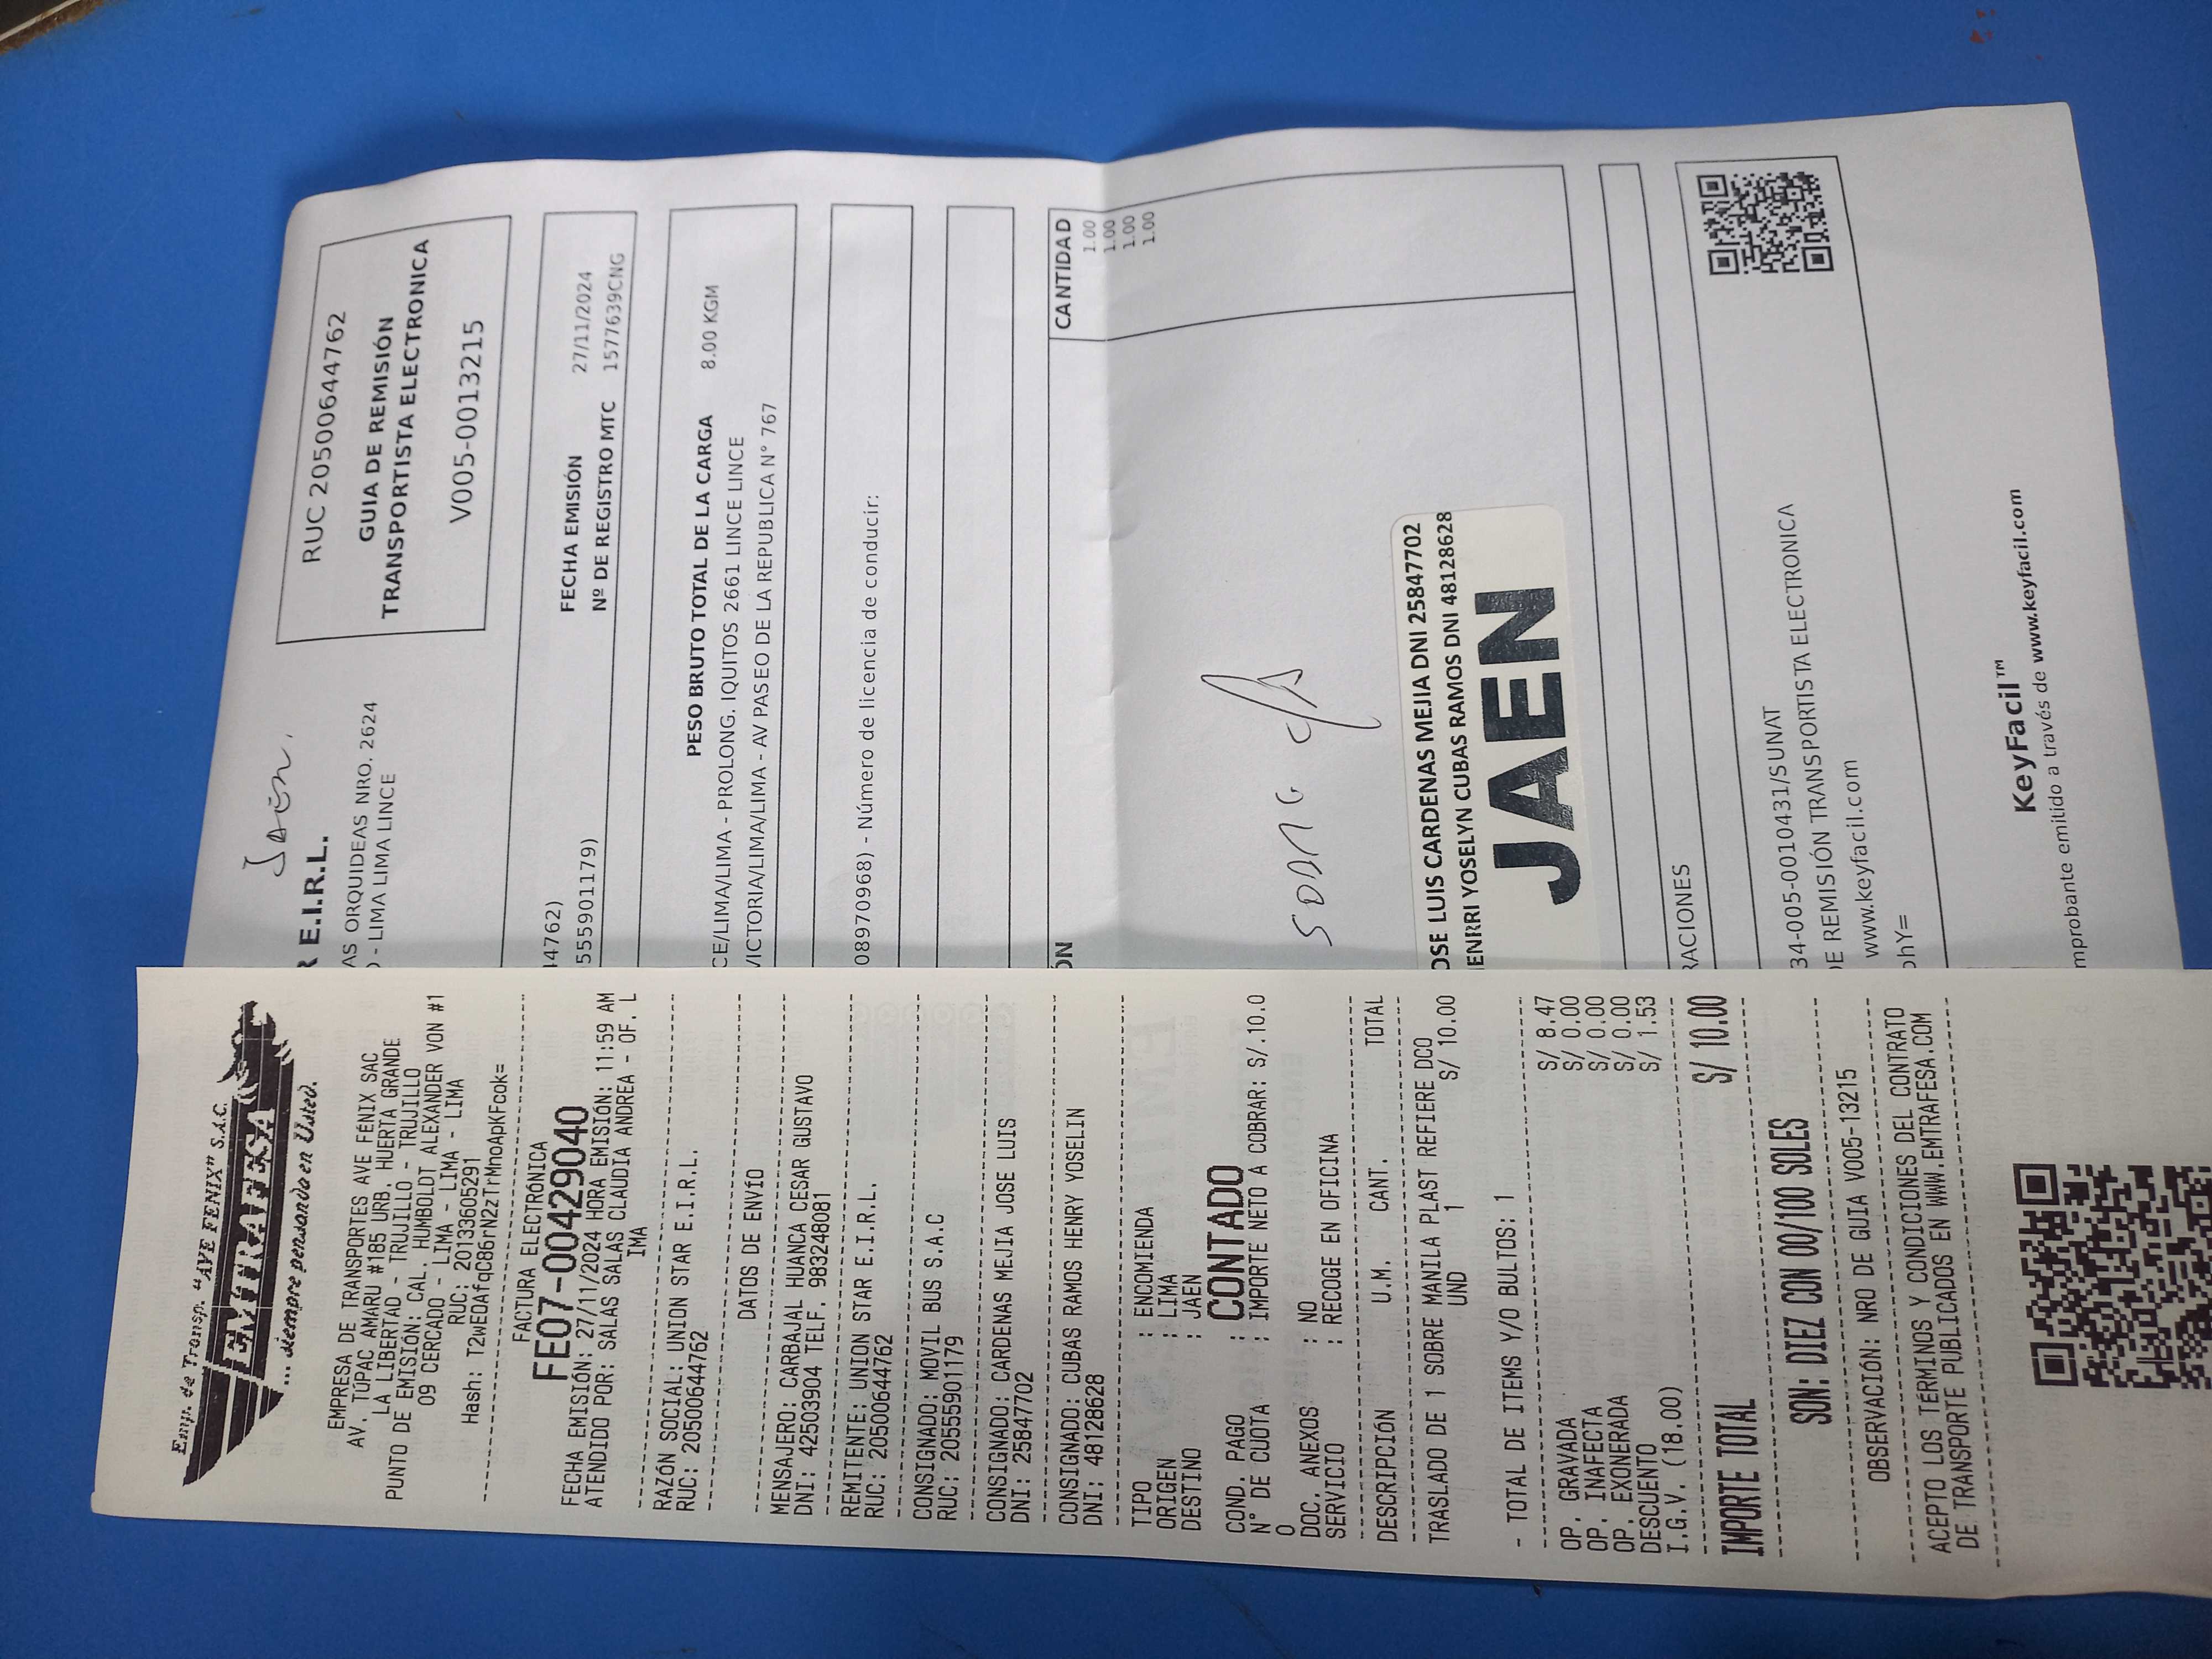 Emp. de Transp. "AVE FENIX" S.A.C.
EMTRAFESA
... siempre pensando en Usted.
EMPRESA DE TRANSPORTES AVE FÉNIX SAC
AV. TÚPAC AMARU #185 URB. HUERTA GRANDE
LA LIBERTAD - TRUJILLO - TRUJILLO
PUNTO DE EMISIÓN: CAL. HUMBOLDT ALEXANDER VON #1
09 CERCADO - LIMA - LIMA - LIMA
RUC: 20133605291
Hash: T2wEOAfqC86rN2zTrMnoApKFcok=
FACTURA ELECTRONICA
FE07-00429040
FECHA EMISIÓN: 27/11/2024 HORA EMISIÓN: 11:59 AM
ATENDIDO POR: SALAS SALAS CLAUDIA ANDREA - OF. L
IMA
RAZÓN SOCIAL: UNION STAR E.I.R.L.
RUC: 20500644762
DATOS DE ENVÍO
MENSAJERO: CARBAJAL HUANCA CESAR GUSTAVO
DNI: 42503904 TELF. 983248081
REMITENTE: UNION STAR E.I.R.L.
RUC: 20500644762
CONSIGNADO: MOVIL BUS S.A.C
RUC: 20555901179
CONSIGNADO: CARDENAS MEJIA JOSE LUIS
DNI: 25847702
CONSIGNADO: CUBAS RAMOS HENRY YOSELIN
DNI: 48128628
TIPO : ENCOMIENDA
ORIGEN : LIMA
DESTINO : JAEN
COND. PAGO : CONTADO
N° DE CUOTA : IMPORTE NETO A COBRAR: S/.10.0
0
DOC. ANEXOS : NO
SERVICIO : RECOGE EN OFICINA
DESCRIPCIÓN U.M. CANT. TOTAL
TRASLADO DE 1 SOBRE MANILA PLAST REFIERE DCO
UND 1 S/ 10.00
- TOTAL DE ITEMS Y/O BULTOS: 1
OP. GRAVADA S/ 8.47
OP. INAFECTA S/ 0.00
OP. EXONERADA S/ 0.00
DESCUENTO S/ 0.00
I.G.V. (18.00) S/ 1.53
IMPORTE TOTAL S/ 10.00
SON: DIEZ CON 00/100 SOLES
OBSERVACIÓN: NRO DE GUIA V005-13215
ACEPTO LOS TÉRMINOS Y CONDICIONES DEL CONTRATO
DE TRANSPORTE PUBLICADOS EN WWW.EMTRAFESA.COM
Jaén.
R E.I.R.L.
AS ORQUIDEAS NRO. 2624
O - LIMA LIMA LINCE
RUC 20500644762
GUIA DE REMISIÓN
TRANSPORTISTA ELECTRONICA
V005-0013215
44762) FECHA EMISIÓN 27/11/2024
555901179) Nº DE REGISTRO MTC 1577639CNG
PESO BRUTO TOTAL DE LA CARGA 8.00 KGM
CE/LIMA/LIMA - PROLONG. IQUITOS 2661 LINCE LINCE
VICTORIA/LIMA/LIMA - AV PASEO DE LA REPUBLICA N° 767
08970968) - Número de licencia de conducir:
ÓN CANTIDAD
1.00
1.00
1.00
1.00
OSE LUIS CARDENAS MEJIA DNI 25847702
ENRRI YOSELYN CUBAS RAMOS DNI 48128628
JAEN
RACIONES
34-005-0010431/SUNAT
DE REMISIÓN TRANSPORTISTA ELECTRONICA
www.keyfacil.com
ohY=
KeyFacil™
mprobante emitido a través de www.keyfacil.com